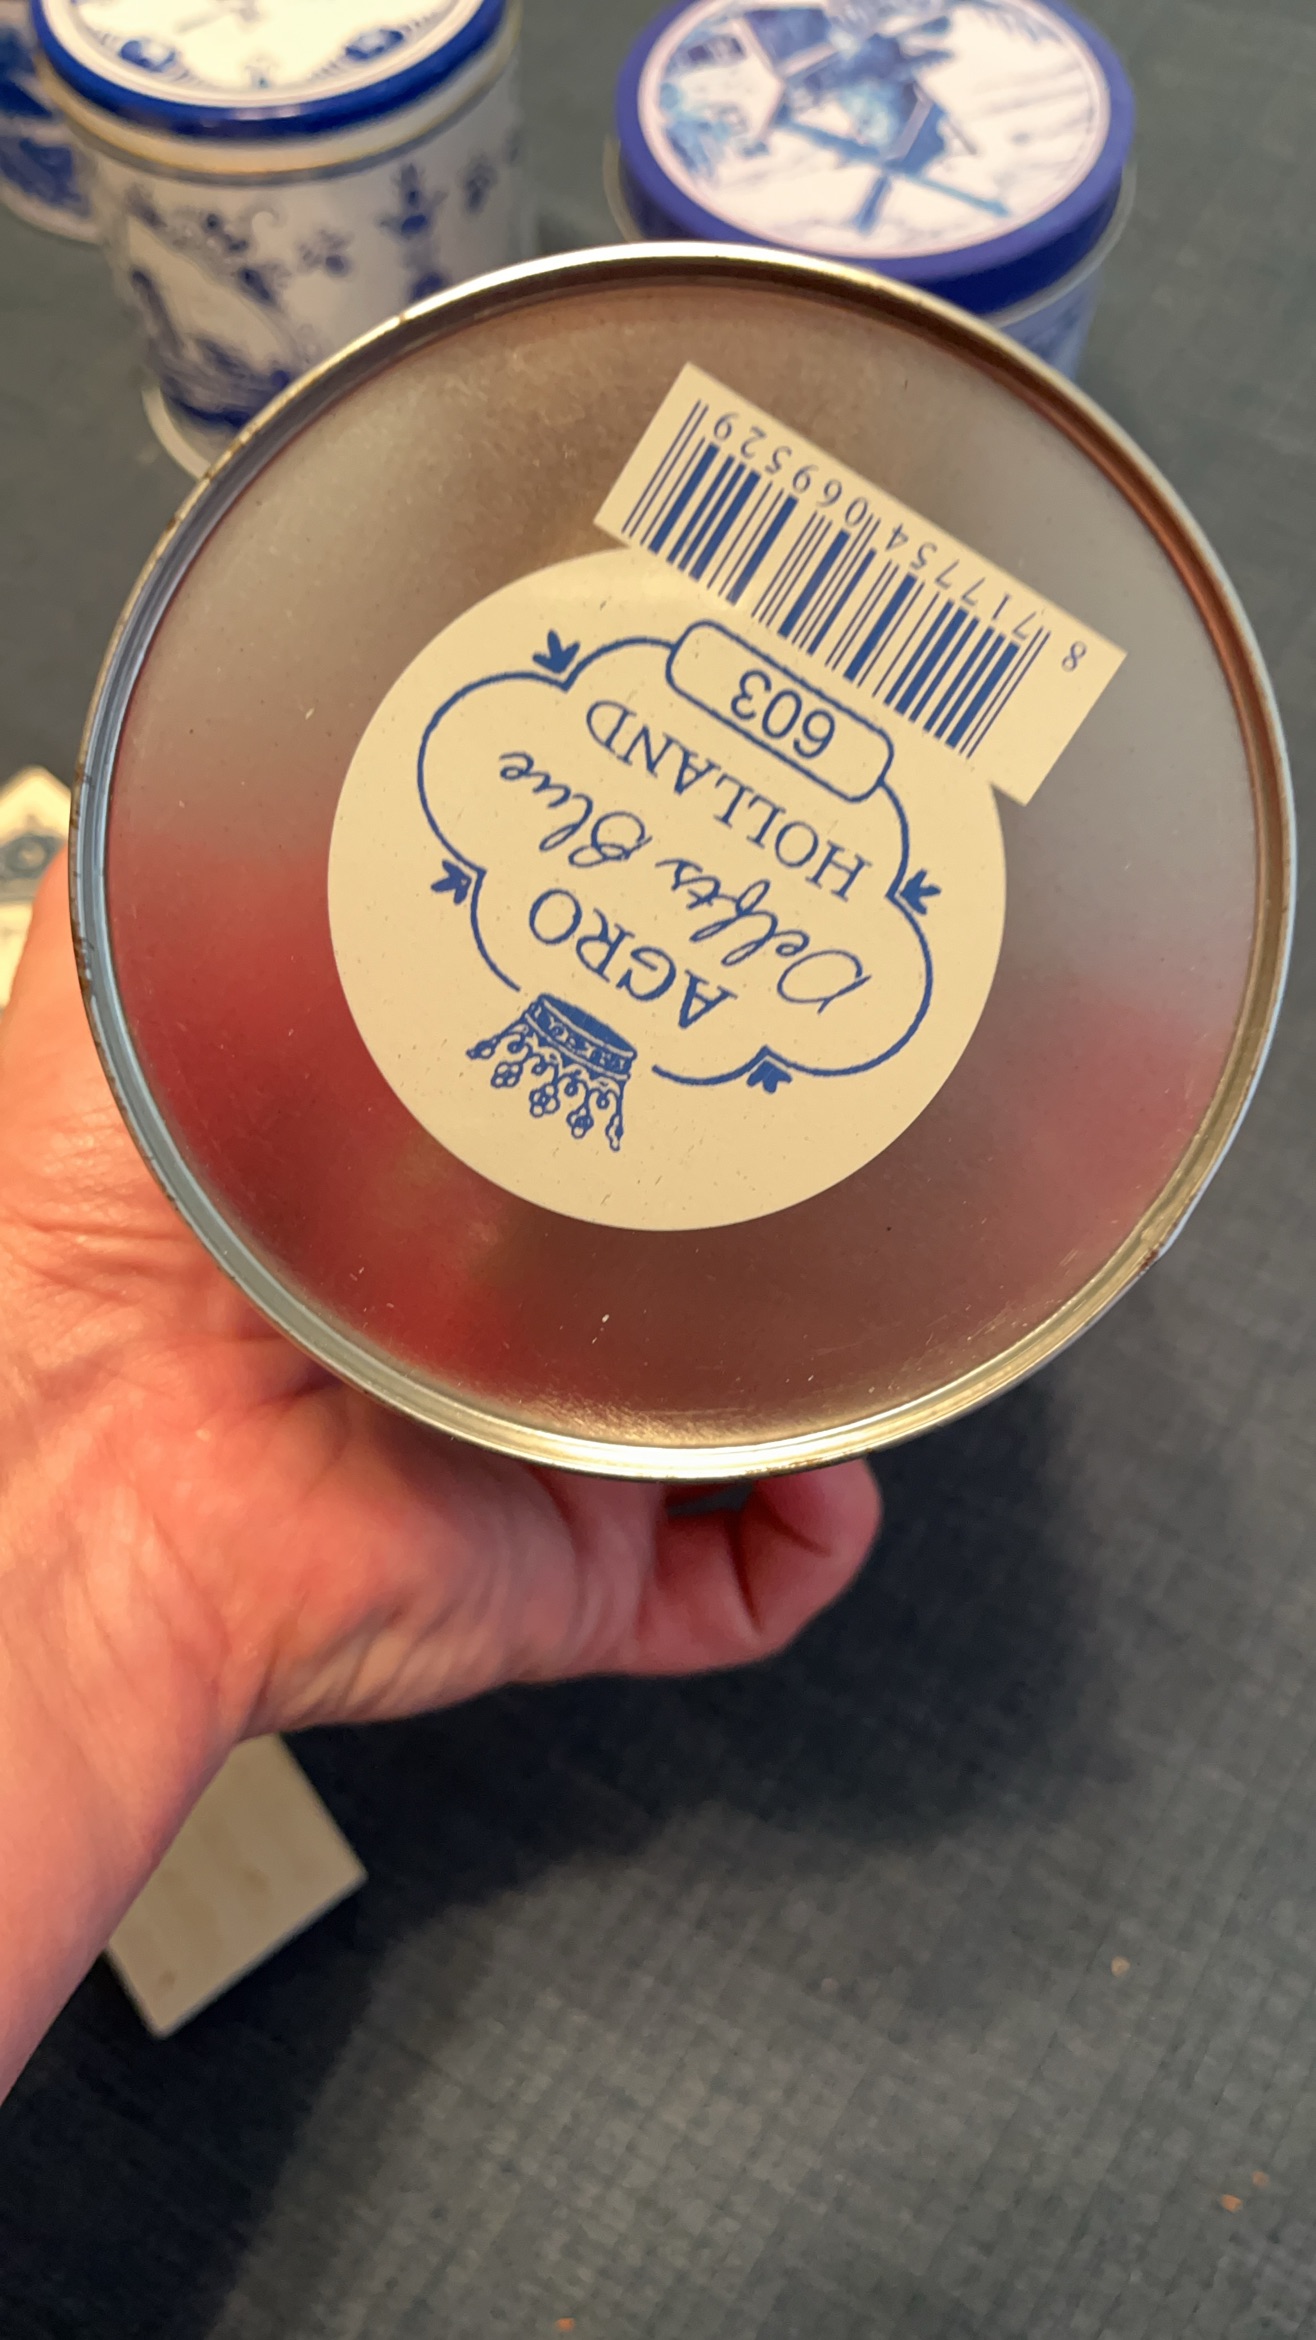 AGRO
Delfts Blue
HOLLAND
603
8 717754 069529